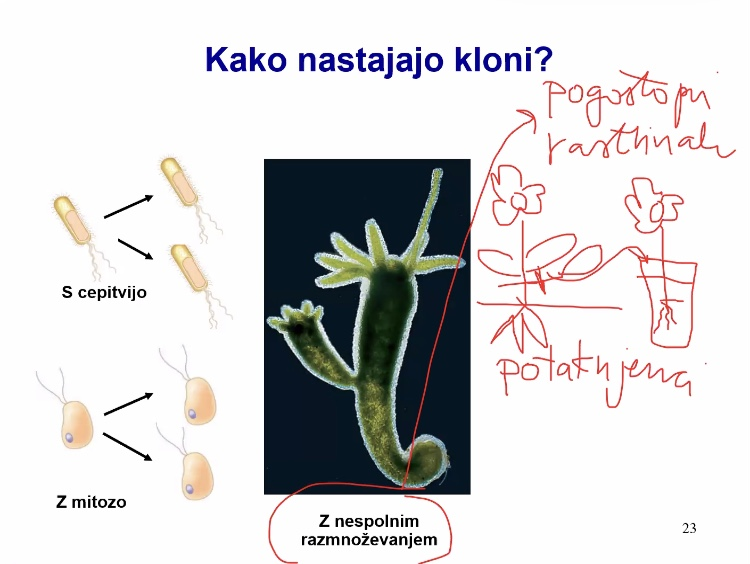 Kako nastajajo kloni?
pogosto pri
rastlinah
S cepitvijo
potaknjenci
Z mitozo
Z nespolnim
razmnoževanjem
23